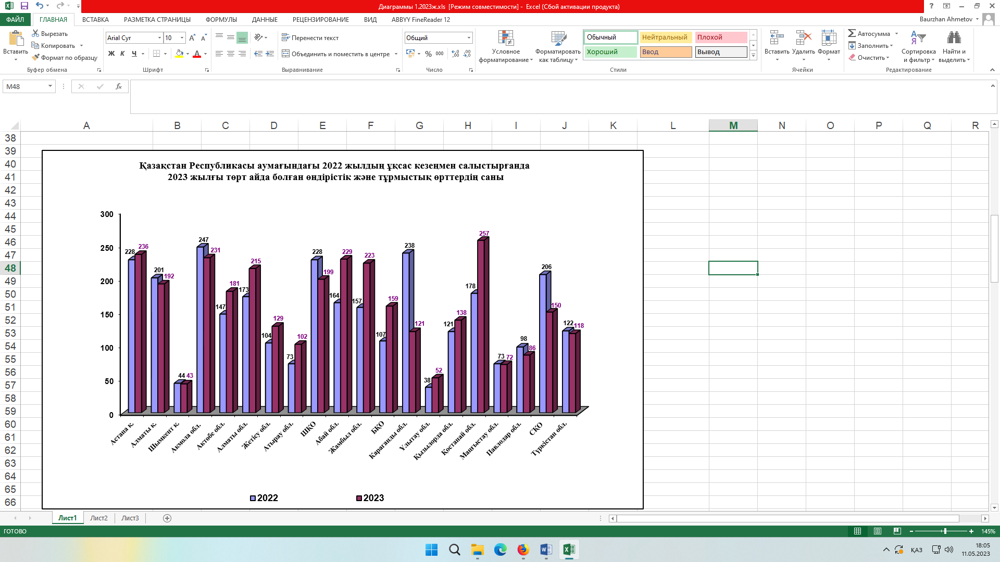 Диаграммы 1.2023ж.xls [Режим совместимости] - Excel (Сбой активации продукта)
ФАЙЛ ГЛАВНАЯ ВСТАВКА РАЗМЕТКА СТРАНИЦЫ ФОРМУЛЫ ДАННЫЕ РЕЦЕНЗИРОВАНИЕ ВИД ABBYY FineReader 12 Baurzhan Ahmetov
Вставить
Вырезать
Копировать
Формат по образцу
Буфер обмена
Arial Cyr 10
Ж К Ч
Шрифт
Перенести текст
Объединить и поместить в центре
Выравнивание
Общий
% 000
Число
Условное форматирование
Форматировать как таблицу
Обычный Нейтральный Плохой
Хороший Ввод Вывод
Стили
Вставить Удалить Формат
Ячейки
Автосумма
Заполнить
Очистить
Сортировка и фильтр
Найти и выделить
Редактирование
M48
A B C D E F G H I J K L M N O P Q R
38
39
40
41
42
43
44
45
46
47
48
49
50
51
52
53
54
55
56
57
58
59
60
61
62
63
64
65
66
Қазақстан Республикасы аумағындағы 2022 жылдың ұқсас кезеңмен салыстырғанда
2023 жылғы төрт айда болған өндірістік және тұрмыстық өрттердің саны
300
250
200
150
100
50
0
228 236
201 192
44 43
247 231
147 181
173 215
104 129
73 102
228 199
164 229
157 223
107 159
238 121
38 52
121 138
178 257
73 72
98 86
206 150
122 118
Астана к.
Алматы к.
Шымкент к.
Акмола обл.
Актобе обл.
Алматы обл.
Жетісу обл.
Атырау обл.
ШКО
Абай обл.
Жамбыл обл.
БКО
Караганды обл.
Ұлытау обл.
Қызылорда обл.
Қостанай обл.
Маңғыстау обл.
Павлодар обл.
СКО
Түркістан обл.
2022 2023
Лист1 Лист2 Лист3
ГОТОВО 145%
ҚАЗ
18:05
11.05.2023